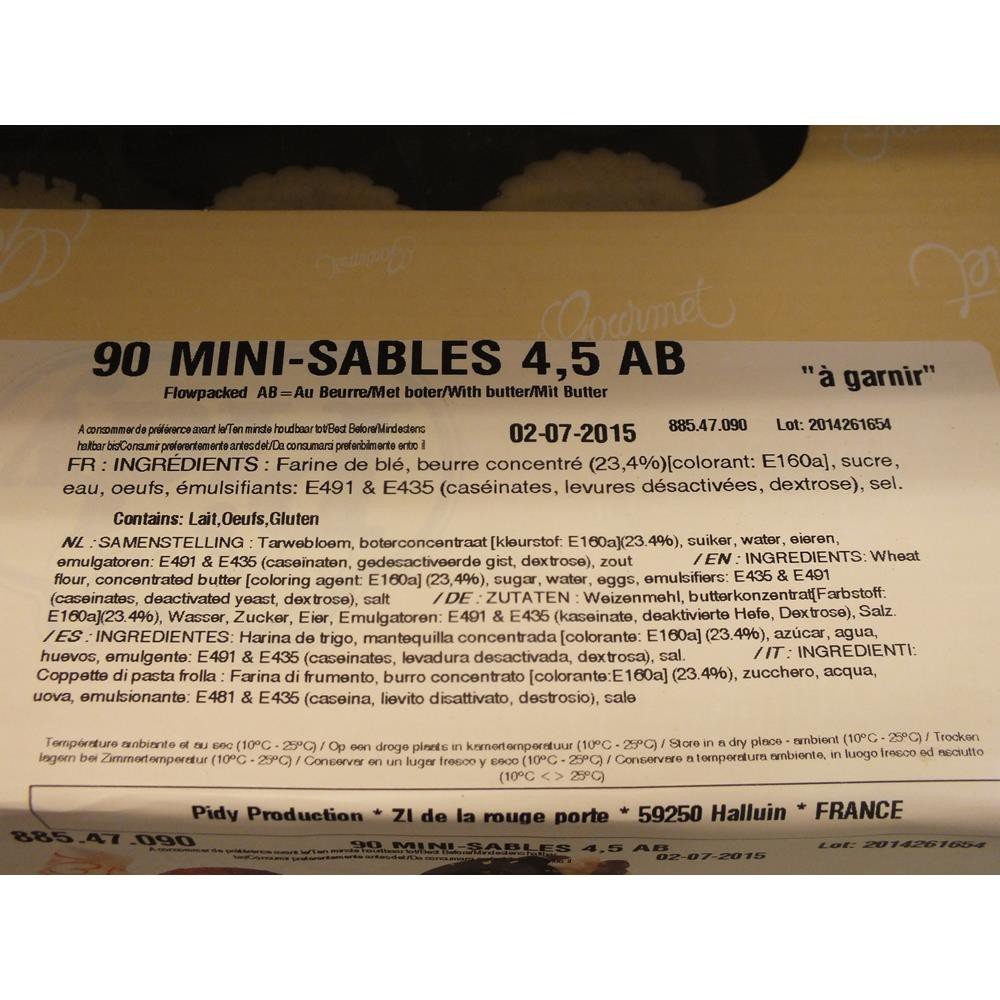 Gourmet
Gourmet
90 MINI-SABLES 4,5 AB
"à garnir"
Flowpacked AB=Au Beurre/Met boter/With butter/Mit Butter
A consommer de préférence avant le/Ten minste houdbaar tot/Best Before/Mindestens
haltbar bis/Consumir preferentemente antes del:/Da consumarsi preferibilmente entro il
02-07-2015 885.47.090 Lot: 2014261654
FR : INGRÉDIENTS : Farine de blé, beurre concentré (23,4%)[colorant: E160a], sucre,
eau, oeufs, émulsifiants: E491 & E435 (caséinates, levures désactivées, dextrose), sel.
Contains: Lait,Oeufs,Gluten
NL :SAMENSTELLING : Tarwebloem, boterconcentraat [kleurstof: E160a](23.4%), suiker, water, eieren,
emulgatoren: E491 & E435 (caseïnaten, gedesactiveerde gist, dextrose), zout /EN : INGREDIENTS: Wheat
flour, concentrated butter [coloring agent: E160a] (23,4%), sugar, water, eggs, emulsifiers: E435 & E491
(caseinates, deactivated yeast, dextrose), salt /DE : ZUTATEN : Weizenmehl, butterkonzentrat[Farbstoff:
E160a](23.4%), Wasser, Zucker, Eier, Emulgatoren: E491 & E435 (kaseinate, deaktivierte Hefe, Dextrose), Salz.
/ES : INGREDIENTES: Harina de trigo, mantequilla concentrada [colorante: E160a] (23.4%), azúcar, agua,
huevos, emulgente: E491 & E435 (caseinates, levadura desactivada, dextrosa), sal. /IT : INGREDIENTI:
Coppette di pasta frolla : Farina di frumento, burro concentrato [colorante:E160a] (23.4%), zucchero, acqua,
uova, emulsionante: E481 & E435 (caseina, lievito disattivato, destrosio), sale
Température ambiante et au sec (10°C - 25°C) / Op een droge plaats in kamertemperatuur (10°C - 25°C) / Store in a dry place - ambient (10°C - 25°C) / Trocken
lagern bei Zimmertemperatur (10°C - 25°C) / Conservar en un lugar fresco y seco (10°C - 25°C) / Conservare a temperatura ambiente, in luogo fresco ed asciutto
(10°C < > 25°C)
Pidy Production * ZI de la rouge porte * 59250 Halluin * FRANCE
885.47.090 90 MINI-SABLES 4,5 AB Lot: 2014261654
02-07-2015